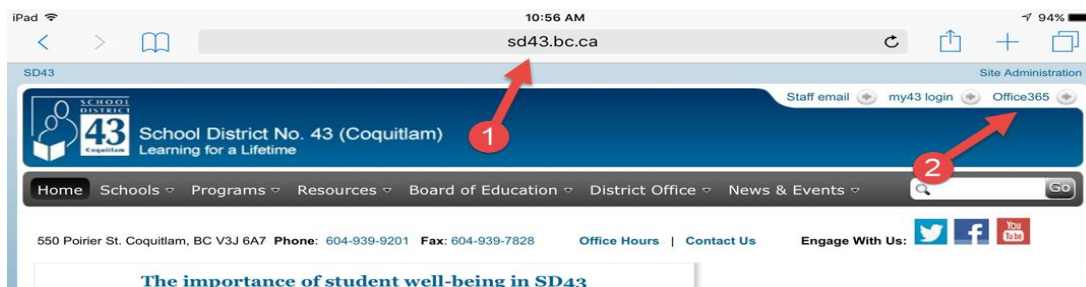 iPad 10:56 AM 94%
sd43.bc.ca
SD43 Site Administration
Staff email my43 login Office365
SCHOOL
DISTRICT
43
Coquitlam
School District No. 43 (Coquitlam)
Learning for a Lifetime
1
2
Home Schools Programs Resources Board of Education District Office News & Events Go
550 Poirier St. Coquitlam, BC V3J 6A7 Phone: 604-939-9201 Fax: 604-939-7828 Office Hours | Contact Us Engage With Us: You Tube
The importance of student well-being in SD43